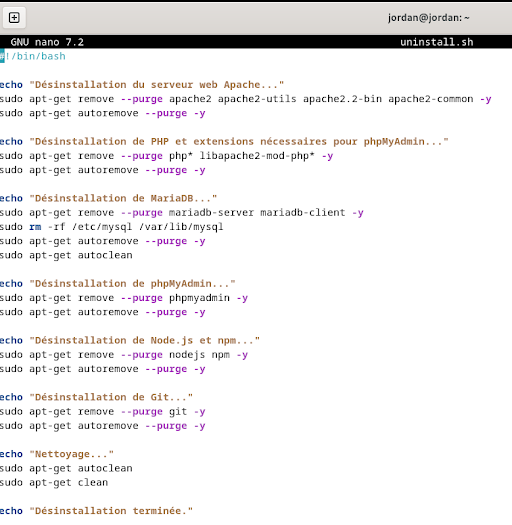 jordan@jordan: ~
GNU nano 7.2 uninstall.sh
#!/bin/bash
echo "Désinstallation du serveur web Apache..."
sudo apt-get remove --purge apache2 apache2-utils apache2.2-bin apache2-common -y
sudo apt-get autoremove --purge -y
echo "Désinstallation de PHP et extensions nécessaires pour phpMyAdmin..."
sudo apt-get remove --purge php* libapache2-mod-php* -y
sudo apt-get autoremove --purge -y
echo "Désinstallation de MariaDB..."
sudo apt-get remove --purge mariadb-server mariadb-client -y
sudo rm -rf /etc/mysql /var/lib/mysql
sudo apt-get autoremove --purge -y
sudo apt-get autoclean
echo "Désinstallation de phpMyAdmin..."
sudo apt-get remove --purge phpmyadmin -y
sudo apt-get autoremove --purge -y
echo "Désinstallation de Node.js et npm..."
sudo apt-get remove --purge nodejs npm -y
sudo apt-get autoremove --purge -y
echo "Désinstallation de Git..."
sudo apt-get remove --purge git -y
sudo apt-get autoremove --purge -y
echo "Nettoyage..."
sudo apt-get autoclean
sudo apt-get clean
echo "Désinstallation terminée."